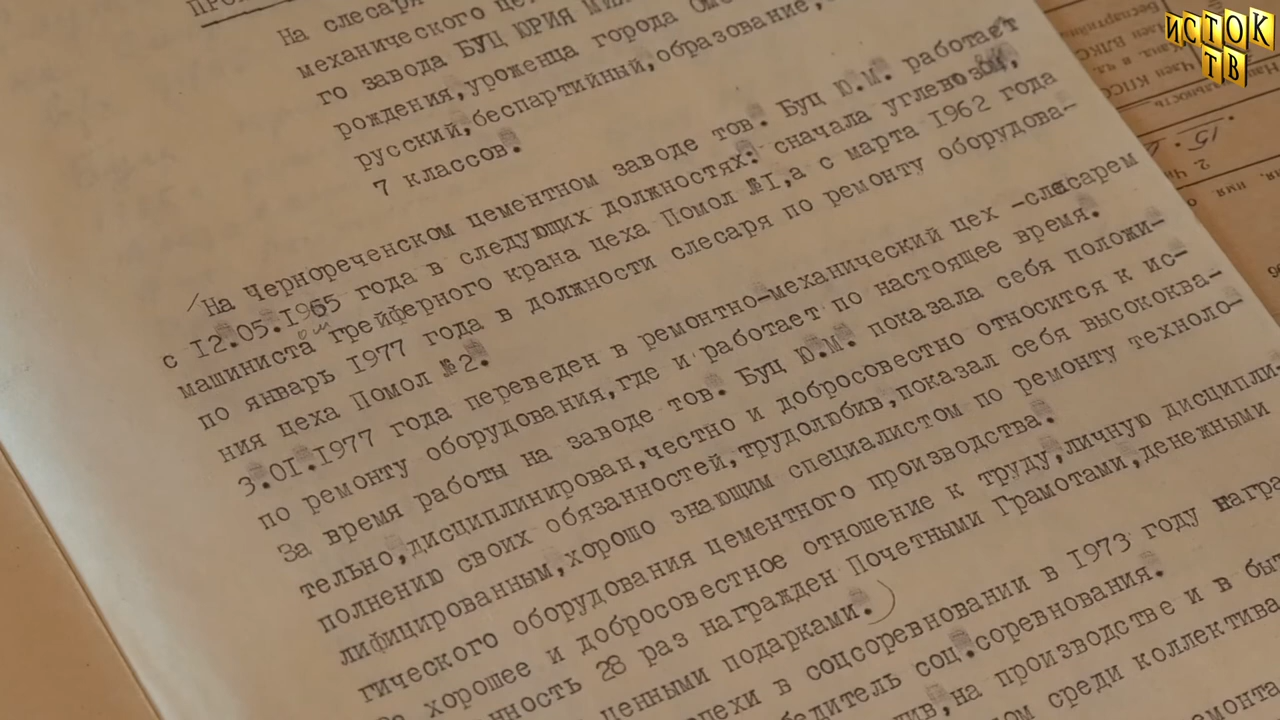 На слесаря
механического
го завода БУЦ ЮРИЯ
рождения,уроженца города
русский,беспартийный,образование,
7 классов.
На Чернореченском цементном заводе тов. Буц Ю.М. работает
с 12.05.1965 года в следующих должностях: сначала углевозом,
машиниста грейферного крана цеха Помол №1,а с марта 1962 года
по январь 1977 года в должности слесаря по ремонту оборудова-
ния цеха Помол №2.
3.01.1977 года переведен в ремонтно-механический цех -слесарем
по ремонту оборудования,где и работает по настоящее время.
За время работы на заводе тов. Буц Ю.М. показала себя положи-
тельно,дисциплинирован,честно и добросовестно относится к ис-
полнению своих обязанностей,трудолюбив,показал себя высококва-
лифицированным,хорошо знающим специалистом по ремонту техноло-
гического оборудования цементного производства.
хорошее и добросовестное отношение к труду,личную дисципли-
28 раз награжден Почетными Грамотами,денежными
ценными подарками.)
в соцсоревновании в 1973 году
соц.соревнования.
на производстве и в
среди
ИСТОК
ТВ